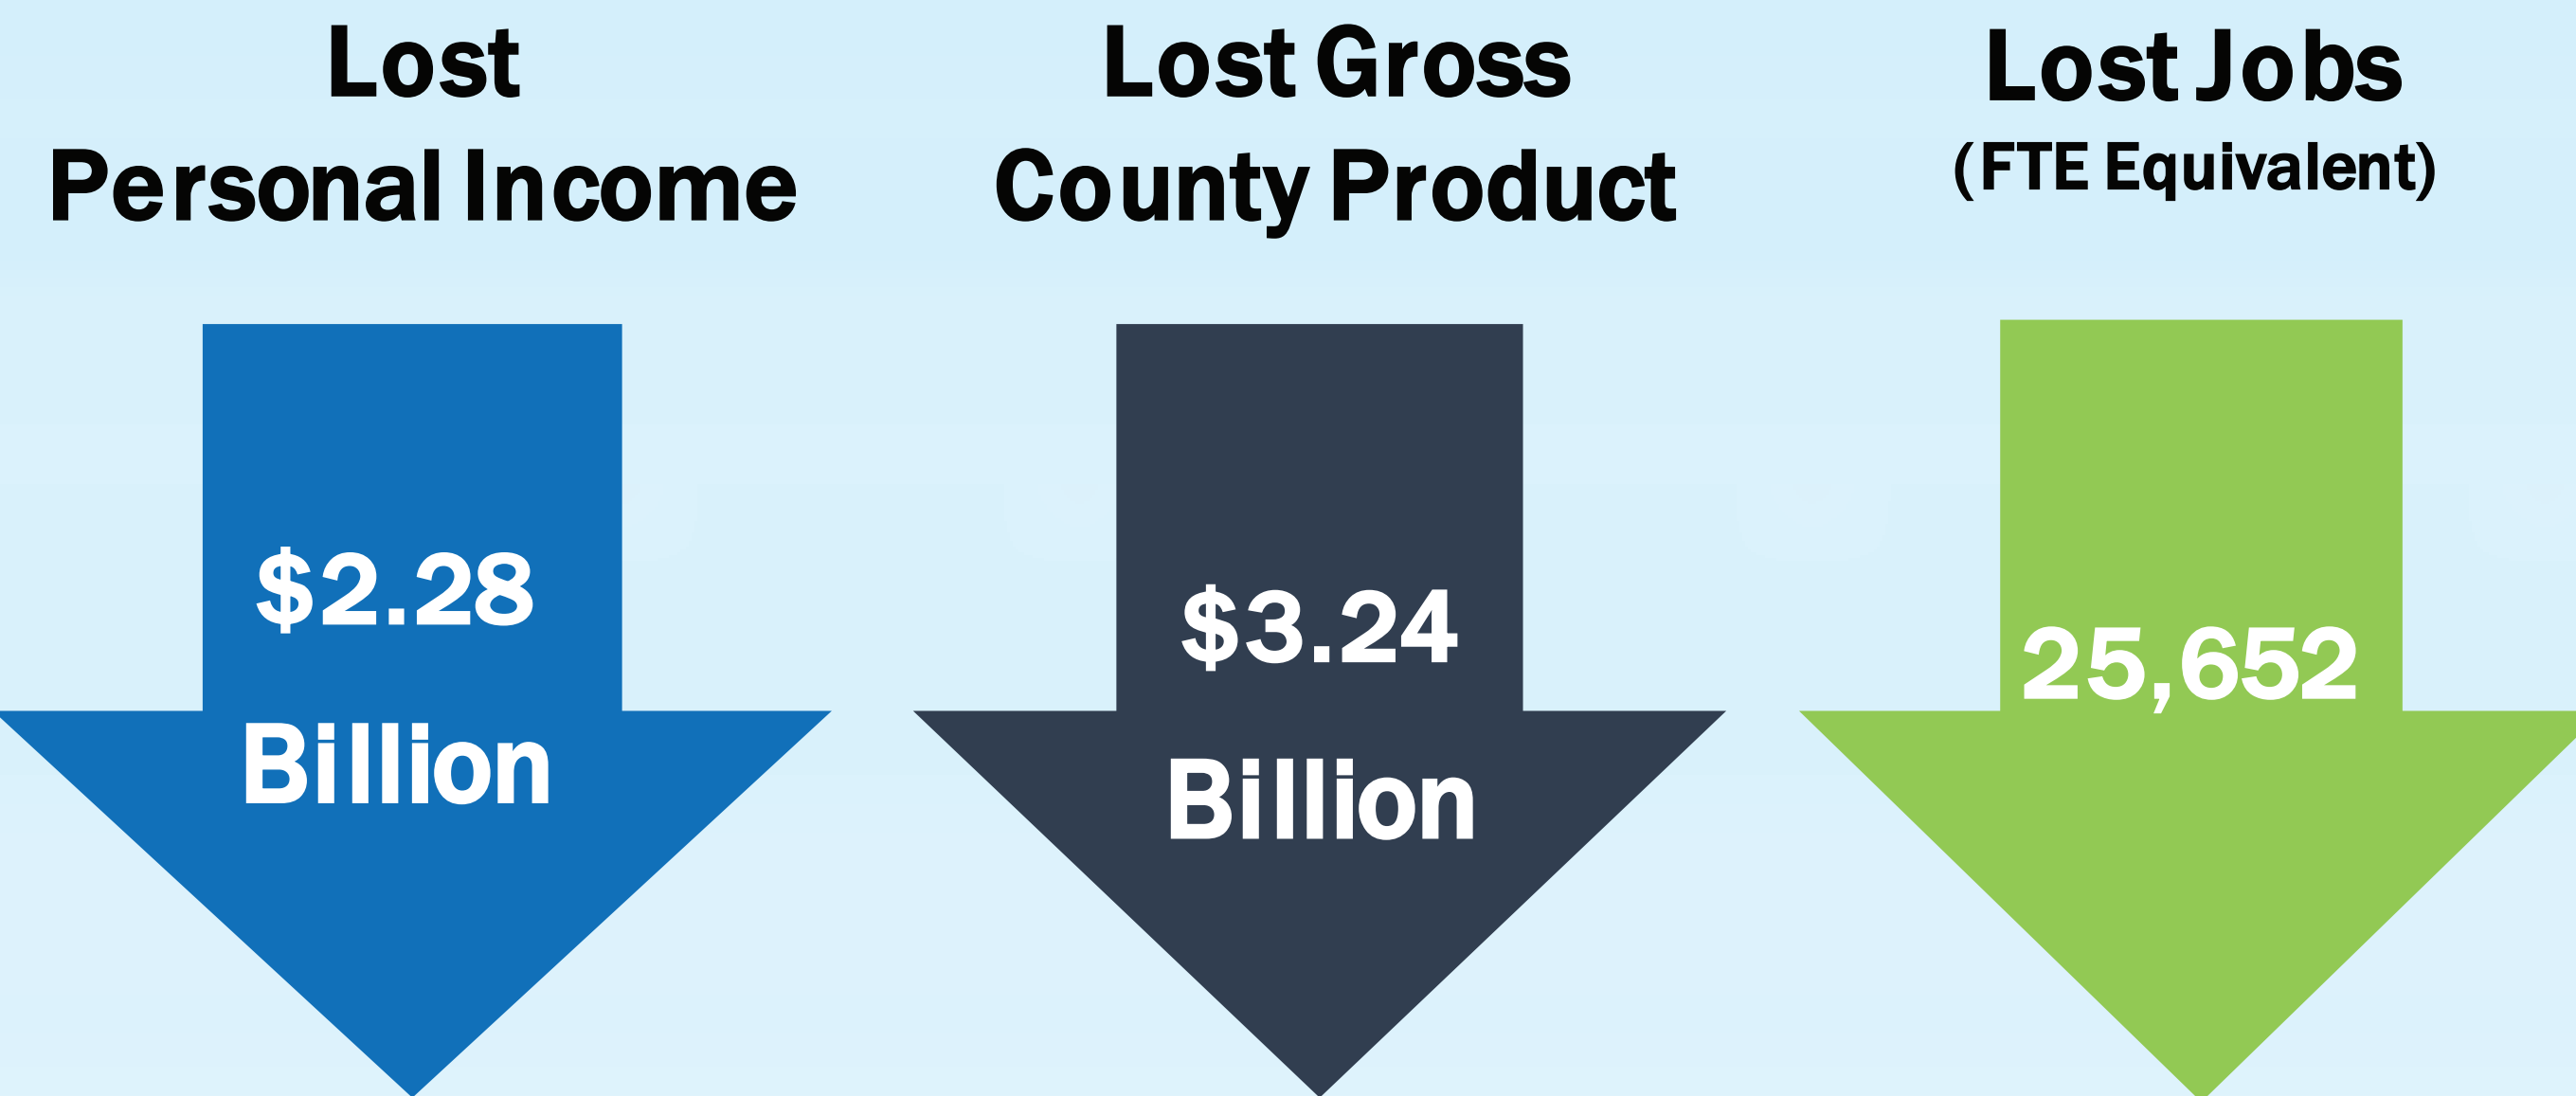 Lost
Personal Income
$2.28
Billion
Lost Gross
County Product
$3.24
Billion
Lost Jobs
(FTE Equivalent)
25,652